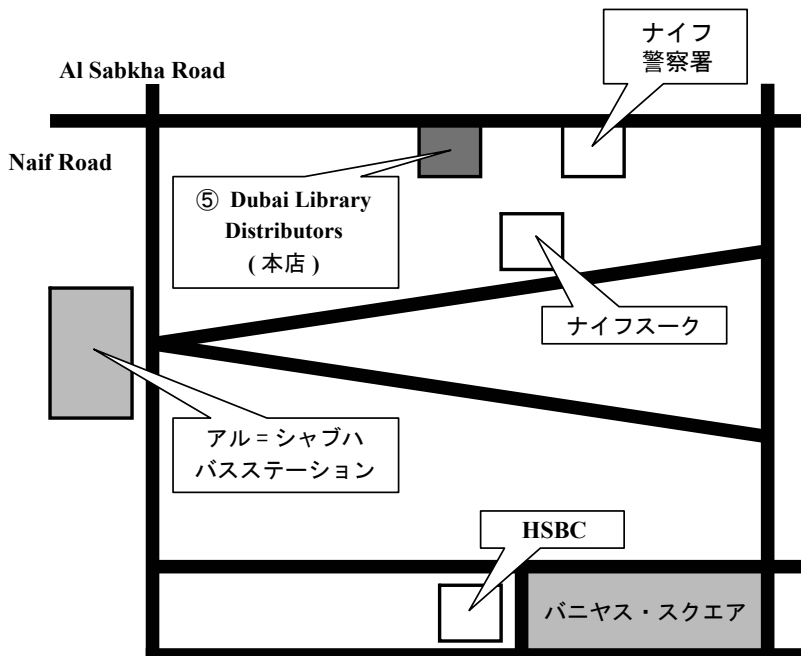 ナイフ
警察署
Al Sabkha Road
Naif Road
⑤ Dubai Library
Distributors
( 本店 )
ナイフスーク
アル = シャブハ
バスステーション
HSBC
バニヤス・スクエア